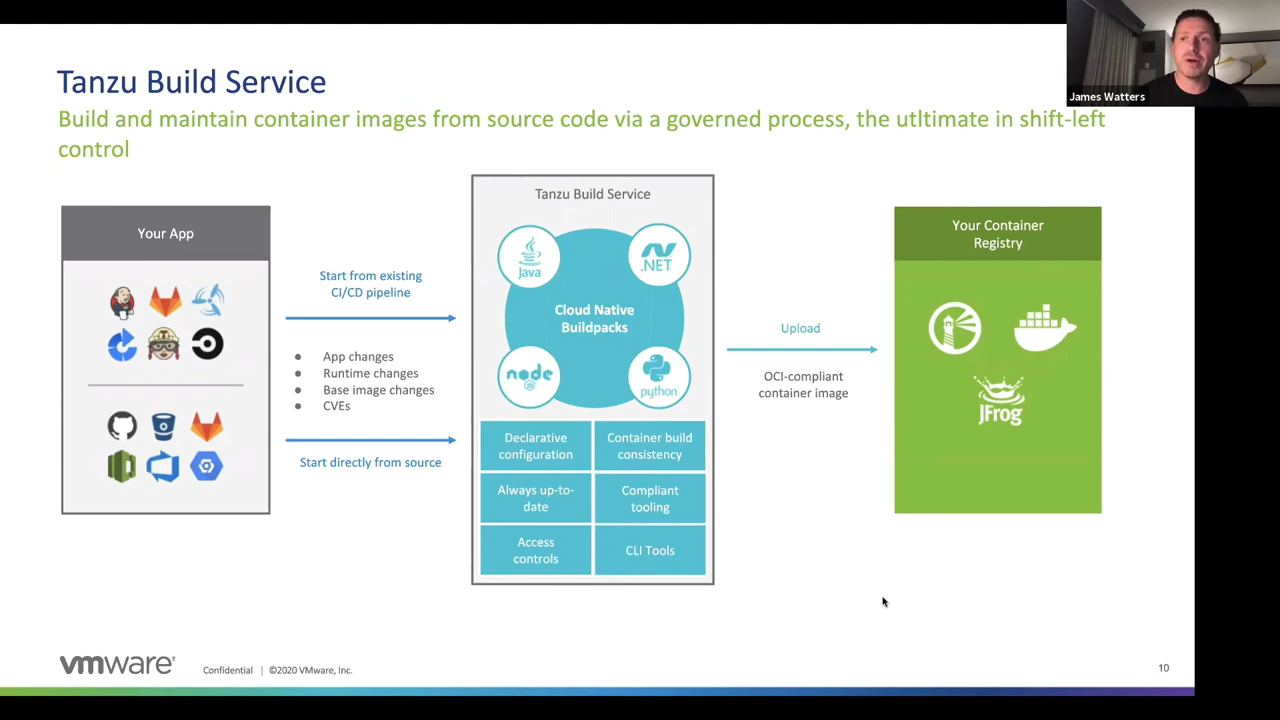 James Watters
Tanzu Build Service
Build and maintain container images from source code via a governed process, the utltimate in shift-left
control
Your App
Start from existing
CI/CD pipeline
● App changes
● Runtime changes
● Base image changes
● CVEs
Start directly from source
Tanzu Build Service
Java
.NET
Cloud Native
Buildpacks
node
JS
python
Declarative
configuration
Container build
consistency
Always up-to-
date
Compliant
tooling
Access
controls
CLI Tools
Upload
OCI-compliant
container image
Your Container
Registry
JFrog
vmware
Confidential | ©2020 VMware, Inc.
10